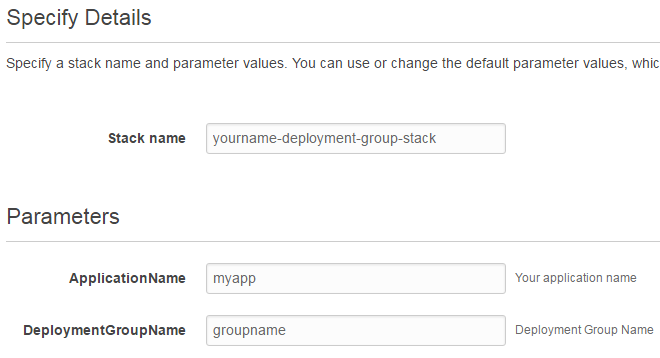 Specify Details
Specify a stack name and parameter values. You can use or change the default parameter values, whic
Stack name yourname-deployment-group-stack
Parameters
ApplicationName myapp Your application name
DeploymentGroupName groupname Deployment Group Name